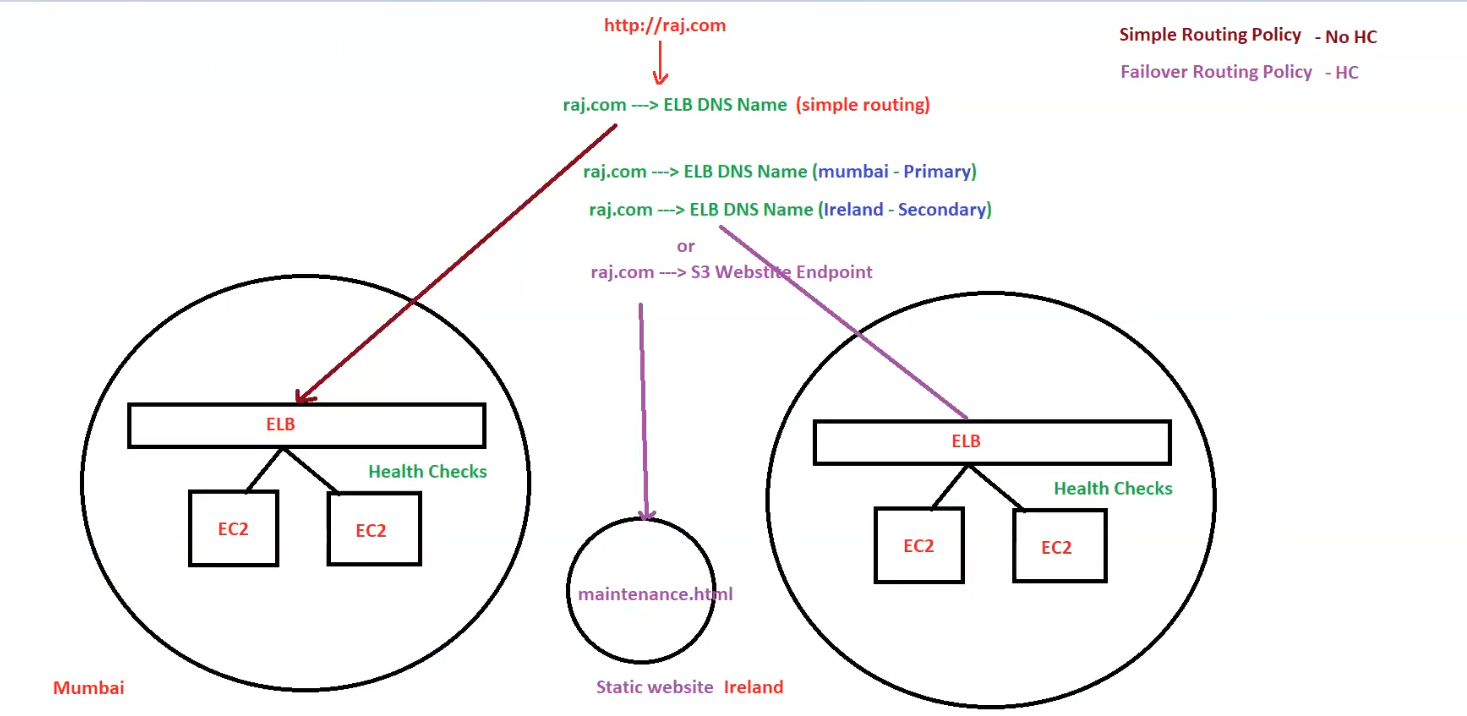 http://raj.com
Simple Routing Policy - No HC
Failover Routing Policy - HC
raj.com ---> ELB DNS Name (simple routing)
raj.com ---> ELB DNS Name (mumbai - Primary)
raj.com ---> ELB DNS Name (Ireland - Secondary)
or
raj.com ---> S3 Webstite Endpoint
ELB
Health Checks
EC2
EC2
ELB
Health Checks
EC2
EC2
maintenance.html
Mumbai
Static website Ireland